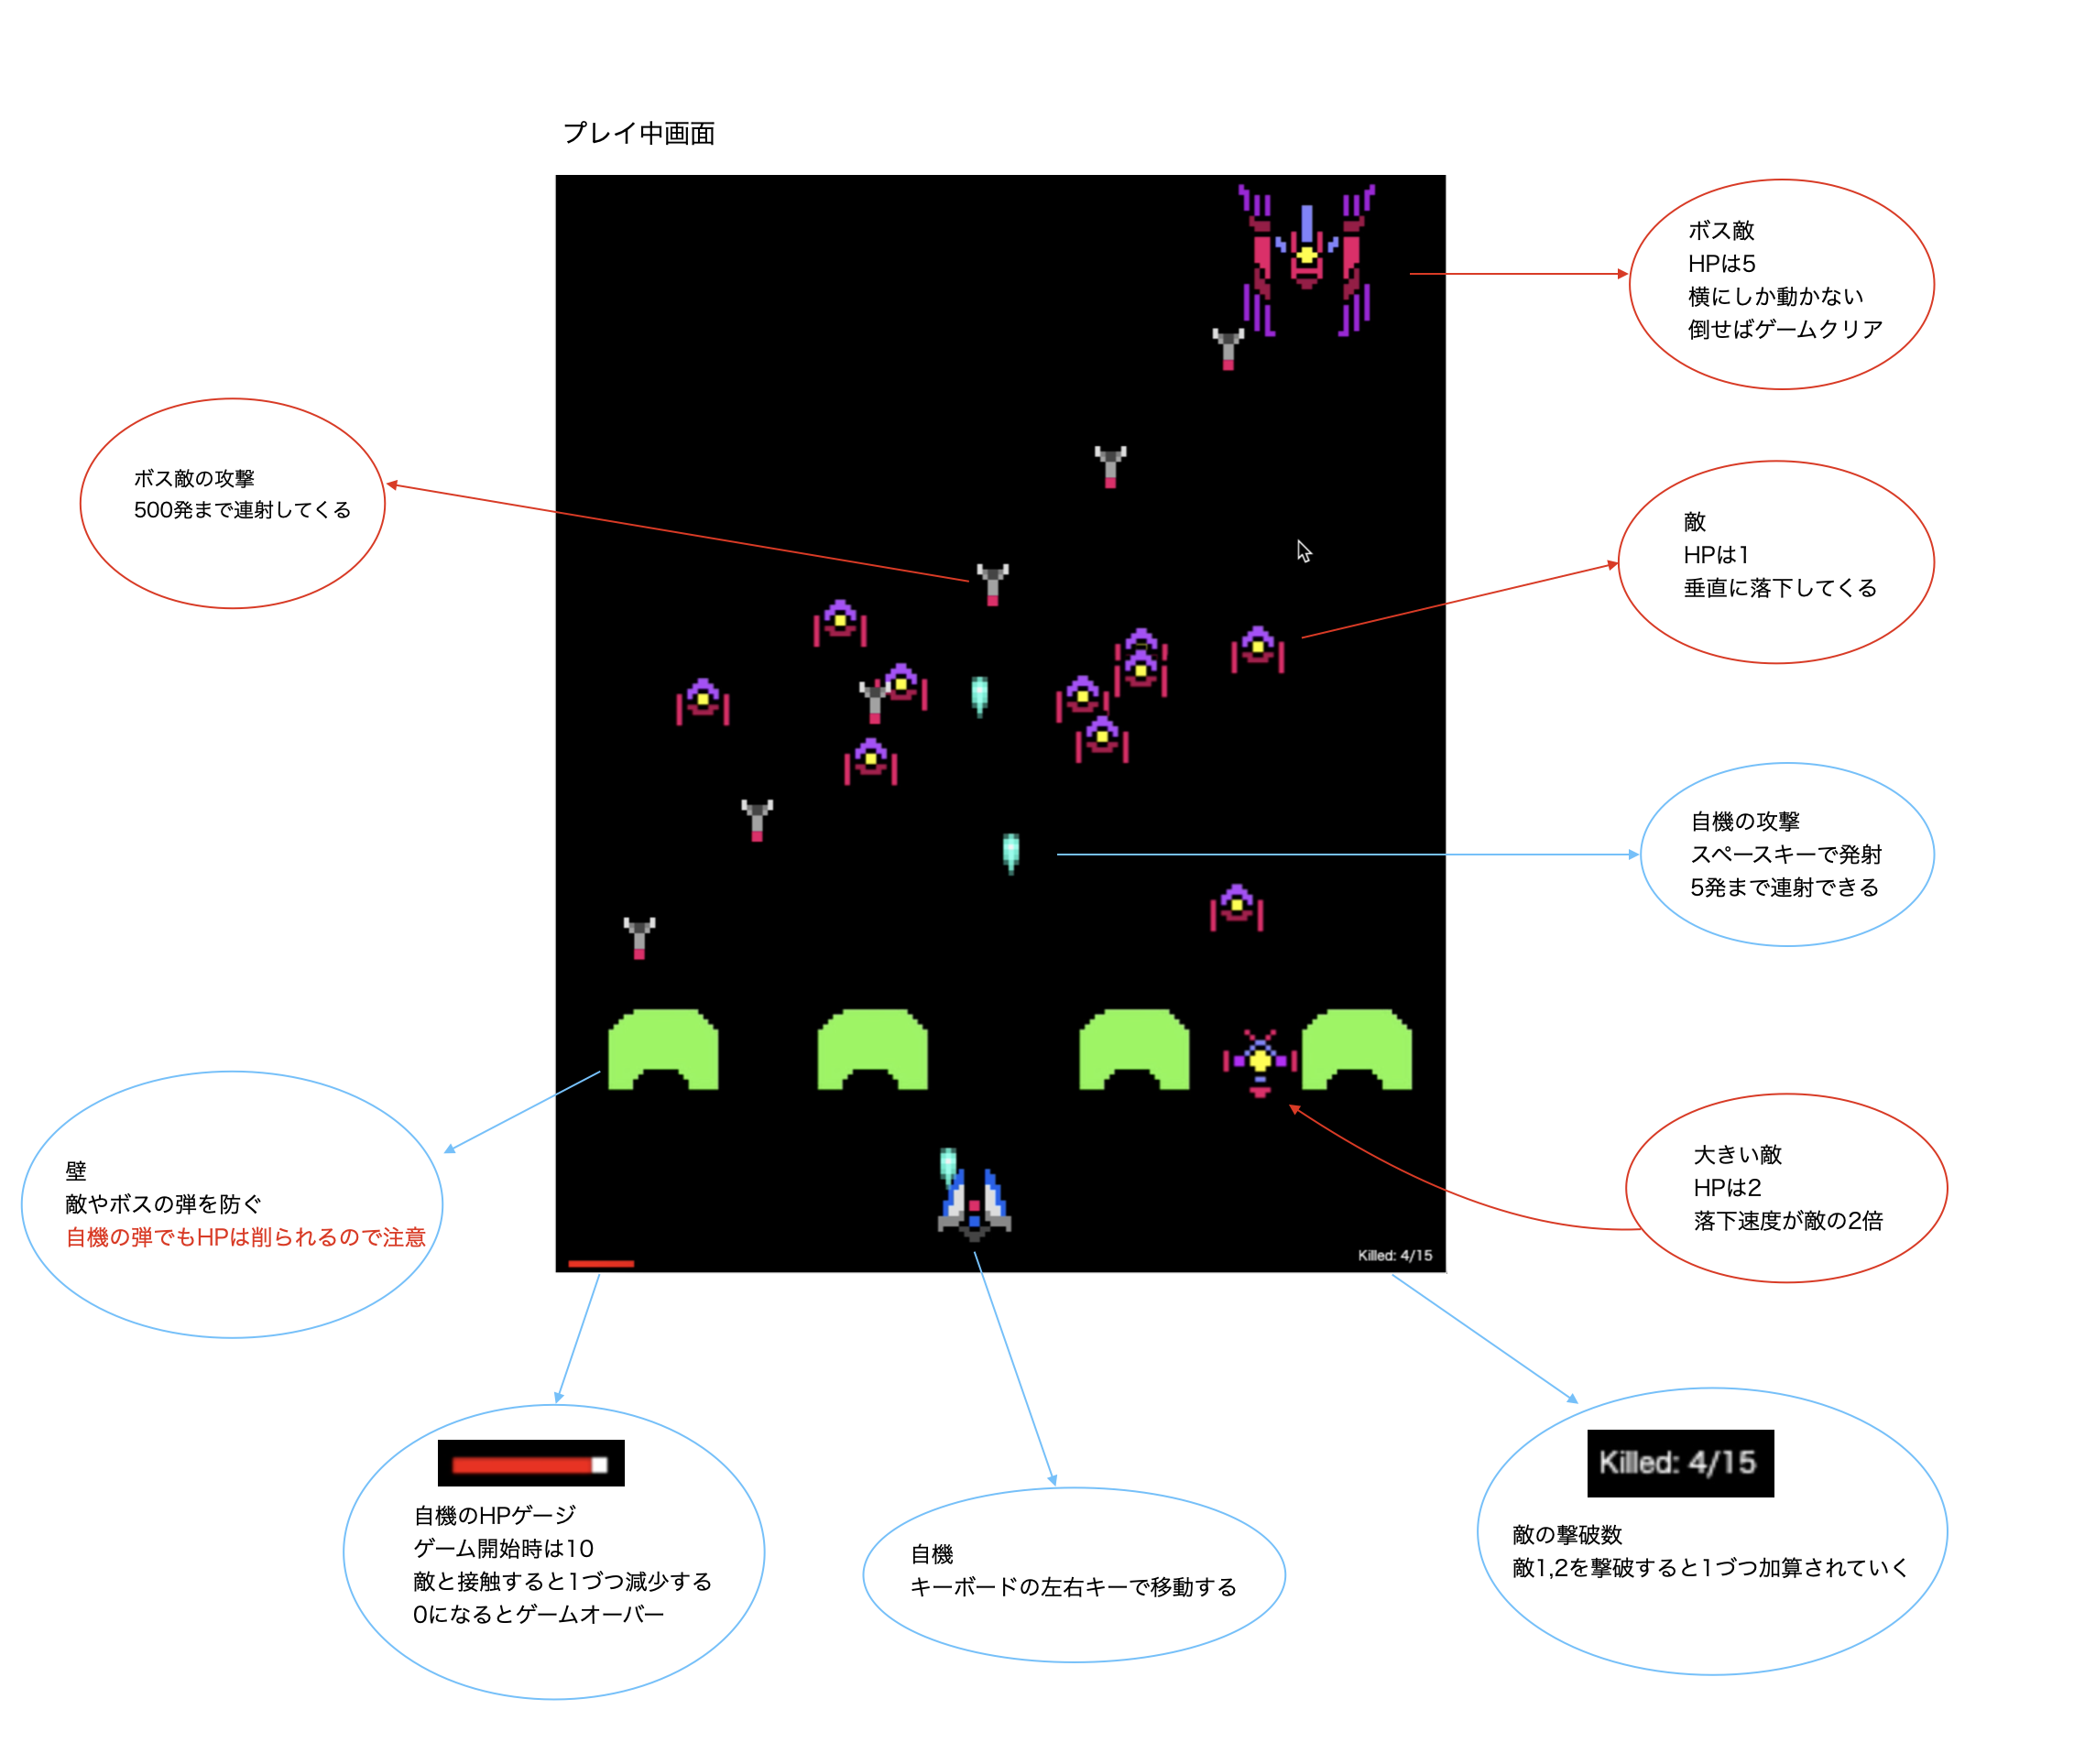 プレイ中画面
ボス敵
HPは5
横にしか動かない
倒せばゲームクリア
ボス敵の攻撃
500発まで連射してくる
敵
HPは1
垂直に落下してくる
自機の攻撃
スペースキーで発射
5発まで連射できる
壁
敵やボスの弾を防ぐ
自機の弾でもHPは削られるので注意
大きい敵
HPは2
落下速度が敵の2倍
Killed: 4/15
自機のHPゲージ
ゲーム開始時は10
敵と接触すると1づつ減少する
0になるとゲームオーバー
自機
キーボードの左右キーで移動する
Killed: 4/15
敵の撃破数
敵1,2を撃破すると1づつ加算されていく